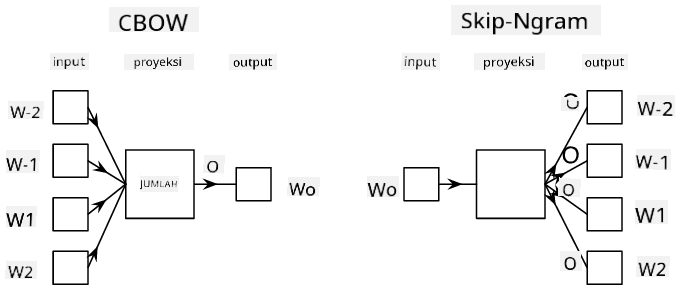 CBOW
input proyeksi output
W-2
W-1
W1
W2
JUMLAH
O
Wo
Skip-Ngram
input proyeksi output
Wo
O
O
O
O
W-2
W-1
W1
W2